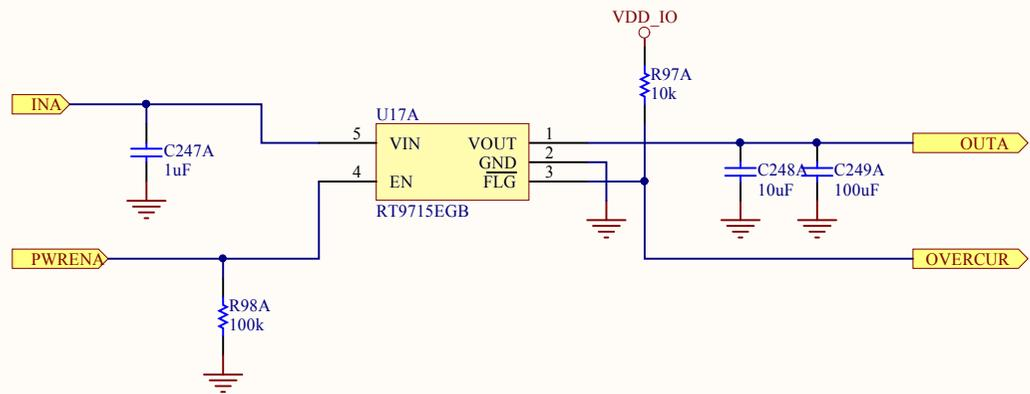 VDD_IO
R97A
10k
INA
U17A
C247A
1uF
5
VIN
VOUT
1
GND
2
4
EN
FLG
3
RT9715EGB
OUTA
C248A
10uF
C249A
100uF
PWRENA
OVERCUR
R98A
100k